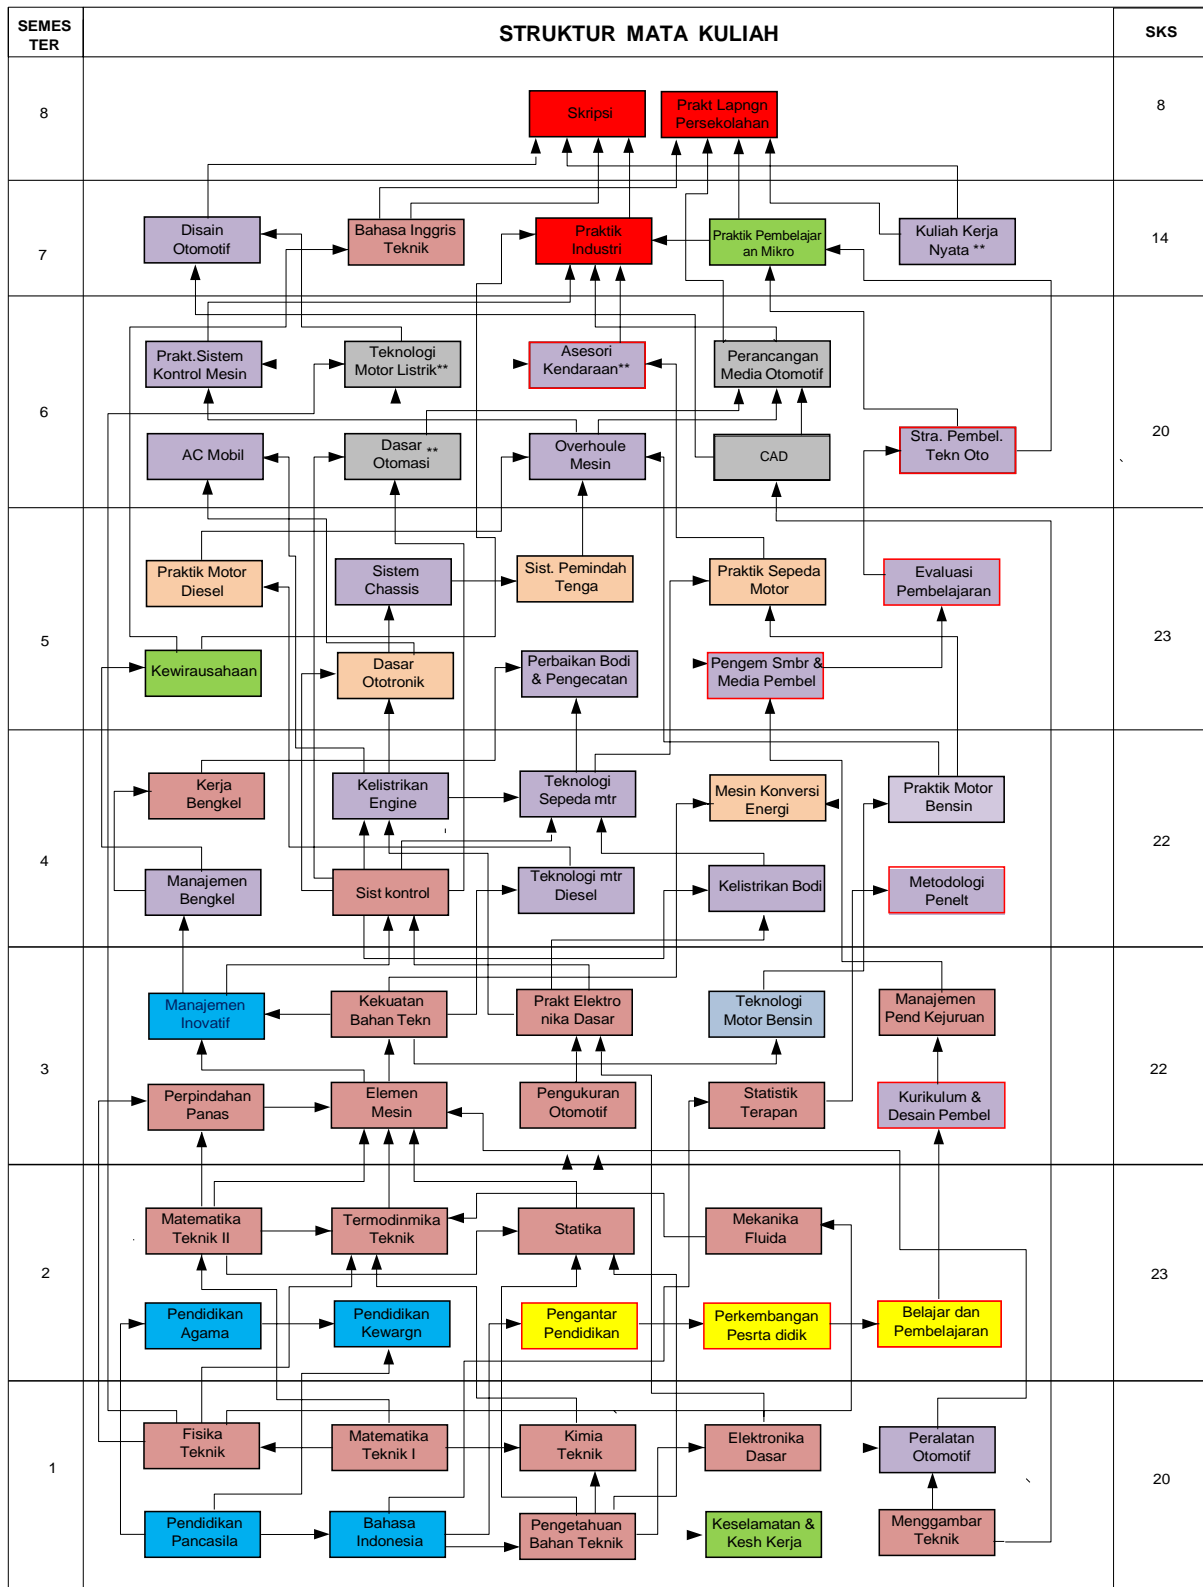 SEMES
TER
STRUKTUR MATA KULIAH
SKS
8
Skripsi
Prakt Lapngn
Persekolahan
8
7
Disain
Otomotif
Bahasa Inggris
Teknik
Praktik
Industri
Praktik Pembelajar
an Mikro
Kuliah Kerja
Nyata **
14
Prakt.Sistem
Kontrol Mesin
Teknologi
Motor Listrik**
Asesori
Kendaraan**
Perancangan
Media Otomotif
6
AC Mobil
Dasar **
Otomasi
Overhoule
Mesin
CAD
Stra. Pembel.
Tekn Oto
20
Praktik Motor
Diesel
Sistem
Chassis
Sist. Pemindah
Tenga
Praktik Sepeda
Motor
Evaluasi
Pembelajaran
5
Kewirausahaan
Dasar
Ototronik
Perbaikan Bodi
& Pengecatan
Pengem Smbr &
Media Pembel
23
Kerja
Bengkel
Kelistrikan
Engine
Teknologi
Sepeda mtr
Mesin Konversi
Energi
Praktik Motor
Bensin
4
Manajemen
Bengkel
Sist kontrol
Teknologi mtr
Diesel
Kelistrikan Bodi
Metodologi
Penelt
22
Manajemen
Inovatif
Kekuatan
Bahan Tekn
Prakt Elektro
nika Dasar
Teknologi
Motor Bensin
Manajemen
Pend Kejuruan
3
Perpindahan
Panas
Elemen
Mesin
Pengukuran
Otomotif
Statistik
Terapan
Kurikulum &
Desain Pembel
22
Matematika
Teknik II
Termodinmika
Teknik
Statika
Mekanika
Fluida
2
Pendidikan
Agama
Pendidikan
Kewargn
Pengantar
Pendidikan
Perkembangan
Pesrta didik
Belajar dan
Pembelajaran
23
Fisika
Teknik
Matematika
Teknik I
Kimia
Teknik
Elektronika
Dasar
Peralatan
Otomotif
1
Pendidikan
Pancasila
Bahasa
Indonesia
Pengetahuan
Bahan Teknik
Keselamatan &
Kesh Kerja
Menggambar
Teknik
20